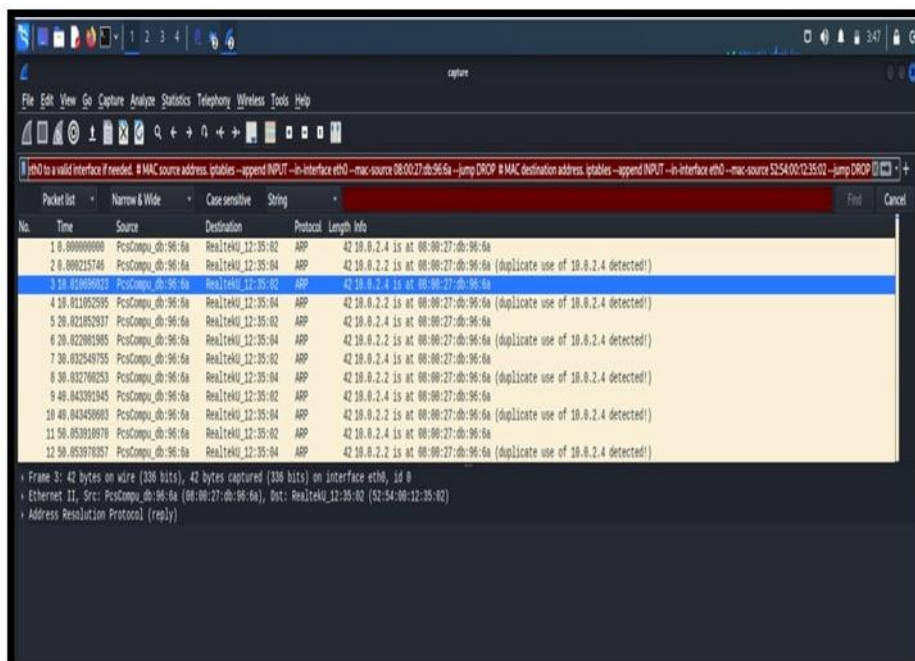 1 2 3 4
3:47
capture
File Edit View Go Capture Analyze Statistics Telephony Wireless Tools Help
eth0 to a valid interface if needed. # MAC source address. iptables --append INPUT --in-interface eth0 --mac-source 08:00:27:db:96:6a --jump DROP # MAC destination address. iptables --append INPUT --in-interface eth0 --mac-source 52:54:00:12:35:02 --jump DROP
Packet list Narrow & Wide Case sensitive String Find Cancel
No. Time Source Destination Protocol Length Info
1 0.000000000 PcsCompu_db:96:6a RealtekU_12:35:02 ARP 42 10.0.2.4 is at 08:00:27:db:96:6a
2 0.000215746 PcsCompu_db:96:6a RealtekU_12:35:04 ARP 42 10.0.2.2 is at 08:00:27:db:96:6a (duplicate use of 10.0.2.4 detected!)
3 10.010696023 PcsCompu_db:96:6a RealtekU_12:35:02 ARP 42 10.0.2.4 is at 08:00:27:db:96:6a
4 10.011052595 PcsCompu_db:96:6a RealtekU_12:35:04 ARP 42 10.0.2.2 is at 08:00:27:db:96:6a (duplicate use of 10.0.2.4 detected!)
5 20.021852937 PcsCompu_db:96:6a RealtekU_12:35:02 ARP 42 10.0.2.4 is at 08:00:27:db:96:6a
6 20.022081985 PcsCompu_db:96:6a RealtekU_12:35:04 ARP 42 10.0.2.2 is at 08:00:27:db:96:6a (duplicate use of 10.0.2.4 detected!)
7 30.032549755 PcsCompu_db:96:6a RealtekU_12:35:02 ARP 42 10.0.2.4 is at 08:00:27:db:96:6a
8 30.032760253 PcsCompu_db:96:6a RealtekU_12:35:04 ARP 42 10.0.2.2 is at 08:00:27:db:96:6a (duplicate use of 10.0.2.4 detected!)
9 40.043391945 PcsCompu_db:96:6a RealtekU_12:35:02 ARP 42 10.0.2.4 is at 08:00:27:db:96:6a
10 40.043450603 PcsCompu_db:96:6a RealtekU_12:35:04 ARP 42 10.0.2.2 is at 08:00:27:db:96:6a (duplicate use of 10.0.2.4 detected!)
11 50.053910970 PcsCompu_db:96:6a RealtekU_12:35:02 ARP 42 10.0.2.4 is at 08:00:27:db:96:6a
12 50.053978357 PcsCompu_db:96:6a RealtekU_12:35:04 ARP 42 10.0.2.2 is at 08:00:27:db:96:6a (duplicate use of 10.0.2.4 detected!)
Frame 3: 42 bytes on wire (336 bits), 42 bytes captured (336 bits) on interface eth0, id 0
Ethernet II, Src: PcsCompu_db:96:6a (08:00:27:db:96:6a), Dst: RealtekU_12:35:02 (52:54:00:12:35:02)
Address Resolution Protocol (reply)